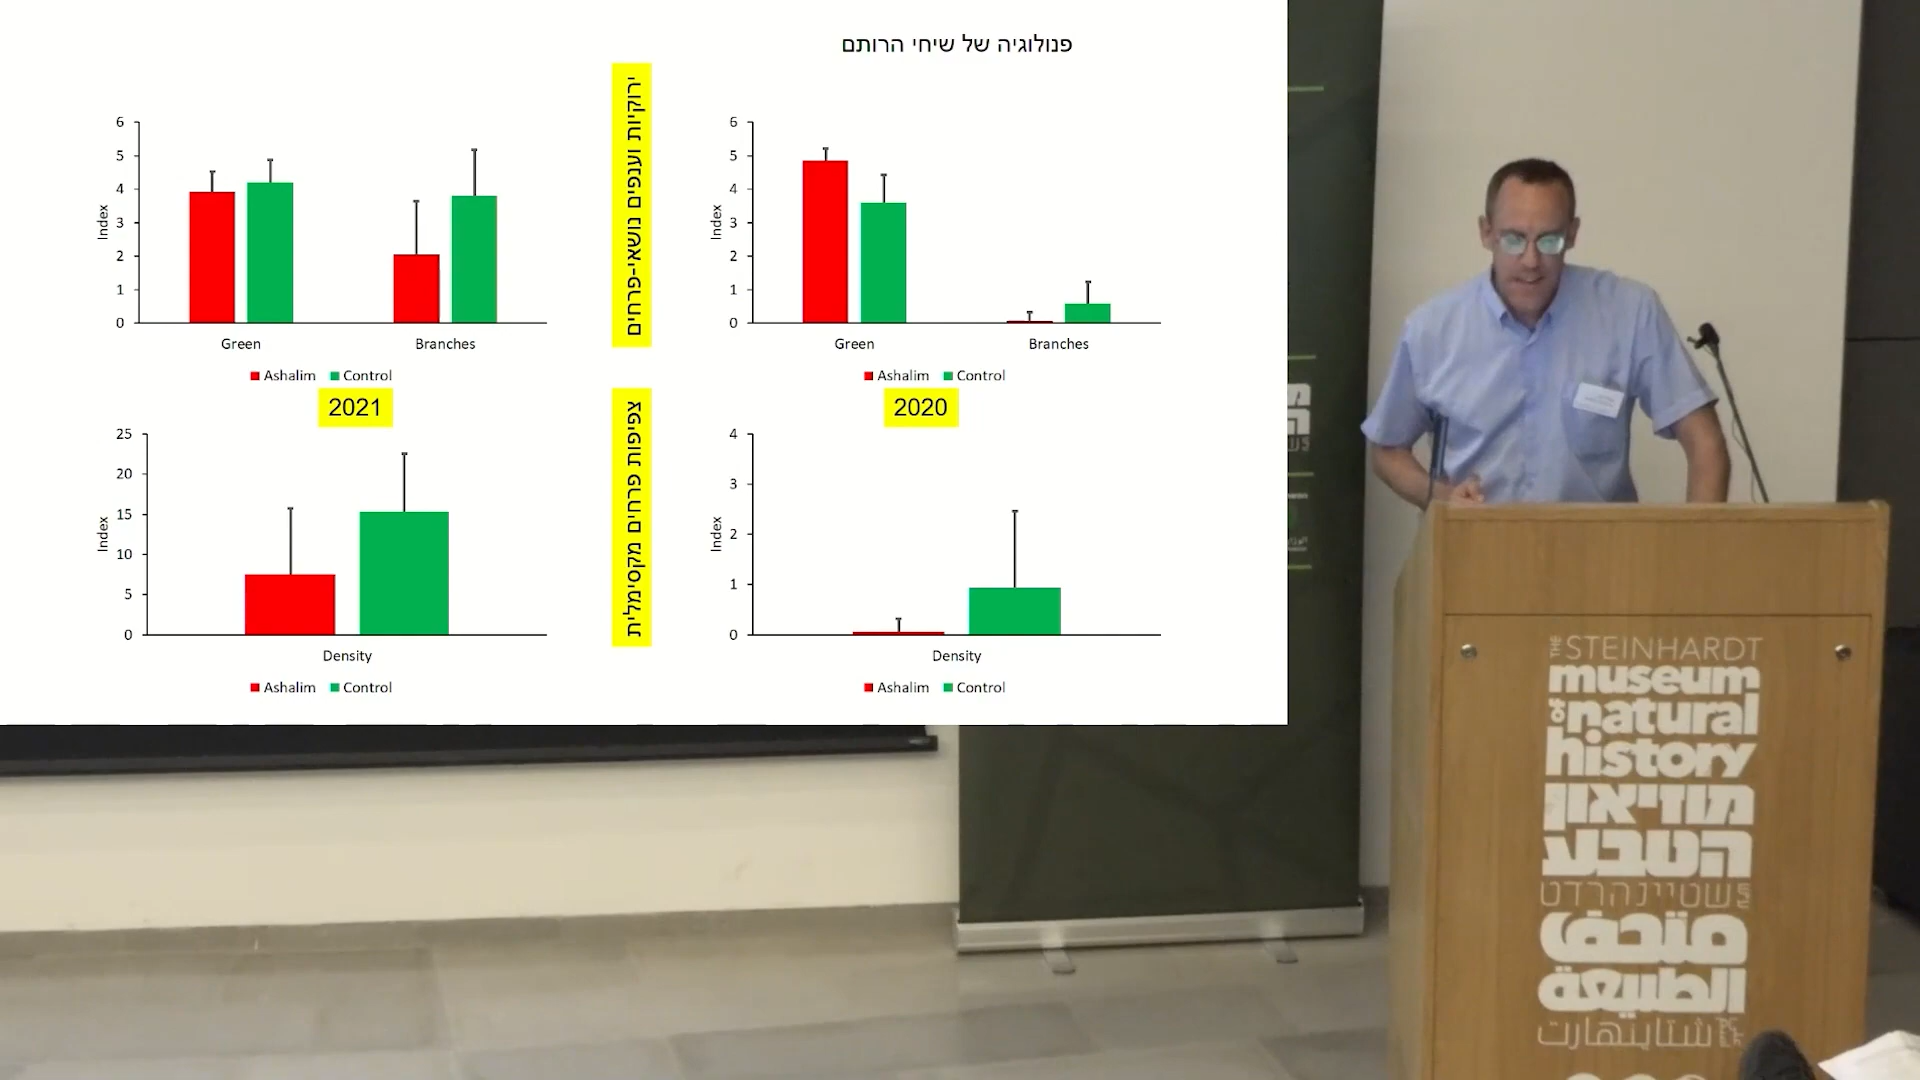 פנולוגיה של שיחי הרותם
ירוקיות וענפים נושאי-פרחים
6
5
4
3
2
1
0
Index
Green Branches
Ashalim Control
6
5
4
3
2
1
0
Index
Green Branches
Ashalim Control
2021
2020
צפיפות פרחים מקסימלית
25
20
15
10
5
0
Index
Density
Ashalim Control
4
3
2
1
0
Index
Density
Ashalim Control
THE STEINHARDT
museum
of natural
history
מוזיאון
הטבע
ע"ש שטיינהרדט
متحف
الطبيعة
شتاينهارت